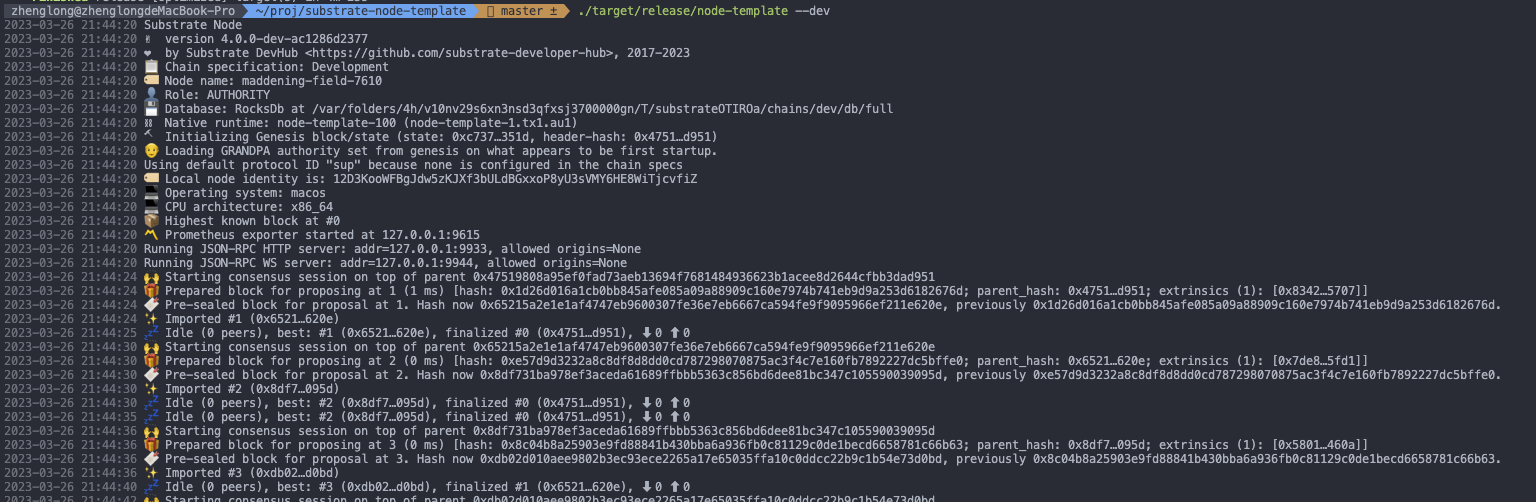 zhenglong@zhenglongdeMacBook-Pro ~/proj/substrate-node-template master ± ./target/release/node-template --dev
2023-03-26 21:44:20 Substrate Node
2023-03-26 21:44:20 ✌️ version 4.0.0-dev-ac1286d2377
2023-03-26 21:44:20 ❤️ by Substrate DevHub <https://github.com/substrate-developer-hub>, 2017-2023
2023-03-26 21:44:20 📋 Chain specification: Development
2023-03-26 21:44:20 🏷 Node name: maddening-field-7610
2023-03-26 21:44:20 👤 Role: AUTHORITY
2023-03-26 21:44:20 💾 Database: RocksDb at /var/folders/4h/v10nv29s6xn3nsd3qfxsj3700000gn/T/substrateOTIROa/chains/dev/db/full
2023-03-26 21:44:20 ⛓ Native runtime: node-template-100 (node-template-1.tx1.au1)
2023-03-26 21:44:20 🔨 Initializing Genesis block/state (state: 0xc737…351d, header-hash: 0x4751…d951)
2023-03-26 21:44:20 👴 Loading GRANDPA authority set from genesis on what appears to be first startup.
2023-03-26 21:44:20 Using default protocol ID "sup" because none is configured in the chain specs
2023-03-26 21:44:20 🏷 Local node identity is: 12D3KooWFBgJdw5zKJXf3bULdBGxxoP8yU3sVMY6HE8WiTjcvfiZ
2023-03-26 21:44:20 💻 Operating system: macos
2023-03-26 21:44:20 💻 CPU architecture: x86_64
2023-03-26 21:44:20 📦 Highest known block at #0
2023-03-26 21:44:20 〽️ Prometheus exporter started at 127.0.0.1:9615
2023-03-26 21:44:20 Running JSON-RPC HTTP server: addr=127.0.0.1:9933, allowed origins=None
2023-03-26 21:44:20 Running JSON-RPC WS server: addr=127.0.0.1:9944, allowed origins=None
2023-03-26 21:44:24 🙌 Starting consensus session on top of parent 0x47519808a95ef0fad73aeb13694f7681484936623b1acee8d2644cfbb3dad951
2023-03-26 21:44:24 🎁 Prepared block for proposing at 1 (1 ms) [hash: 0x1d26d016a1cb0bb845afe085a09a88909c160e7974b741eb9d9a253d6182676d; parent_hash: 0x4751…d951; extrinsics (1): [0x8342…5707]]
2023-03-26 21:44:24 🔖 Pre-sealed block for proposal at 1. Hash now 0x65215a2e1e1af4747eb9600307fe36e7eb6667ca594fe9f9095966ef211e620e, previously 0x1d26d016a1cb0bb845afe085a09a88909c160e7974b741eb9d9a253d6182676d.
2023-03-26 21:44:24 ✨ Imported #1 (0x6521…620e)
2023-03-26 21:44:25 💤 Idle (0 peers), best: #1 (0x6521…620e), finalized #0 (0x4751…d951), ⬇ 0 ⬆ 0
2023-03-26 21:44:30 🙌 Starting consensus session on top of parent 0x65215a2e1e1af4747eb9600307fe36e7eb6667ca594fe9f9095966ef211e620e
2023-03-26 21:44:30 🎁 Prepared block for proposing at 2 (0 ms) [hash: 0xe57d9d3232a8c8df8d8dd0cd787298070875ac3f4c7e160fb7892227dc5bffe0; parent_hash: 0x6521…620e; extrinsics (1): [0x7de8…5fd1]]
2023-03-26 21:44:30 🔖 Pre-sealed block for proposal at 2. Hash now 0x8df731ba978ef3aceda61689ffbbb5363c856bd6dee81bc347c105590039095d, previously 0xe57d9d3232a8c8df8d8dd0cd787298070875ac3f4c7e160fb7892227dc5bffe0.
2023-03-26 21:44:30 ✨ Imported #2 (0x8df7…095d)
2023-03-26 21:44:30 💤 Idle (0 peers), best: #2 (0x8df7…095d), finalized #0 (0x4751…d951), ⬇ 0 ⬆ 0
2023-03-26 21:44:35 💤 Idle (0 peers), best: #2 (0x8df7…095d), finalized #0 (0x4751…d951), ⬇ 0 ⬆ 0
2023-03-26 21:44:36 🙌 Starting consensus session on top of parent 0x8df731ba978ef3aceda61689ffbbb5363c856bd6dee81bc347c105590039095d
2023-03-26 21:44:36 🎁 Prepared block for proposing at 3 (0 ms) [hash: 0x8c04b8a25903e9fd88841b430bba6a936fb0c81129c0de1becd6658781c66b63; parent_hash: 0x8df7…095d; extrinsics (1): [0x5801…460a]]
2023-03-26 21:44:36 🔖 Pre-sealed block for proposal at 3. Hash now 0xdb02d010aee9802b3ec93ece2265a17e65035ffa10c0ddcc22b9c1b54e73d0bd, previously 0x8c04b8a25903e9fd88841b430bba6a936fb0c81129c0de1becd6658781c66b63.
2023-03-26 21:44:36 ✨ Imported #3 (0xdb02…d0bd)
2023-03-26 21:44:40 💤 Idle (0 peers), best: #3 (0xdb02…d0bd), finalized #1 (0x6521…620e), ⬇ 0 ⬆ 0
2023-03-26 21:44:42 🙌 Starting consensus session on top of parent 0xdb02d010aee9802b3ec93ece2265a17e65035ffa10c0ddcc22b9c1b54e73d0bd